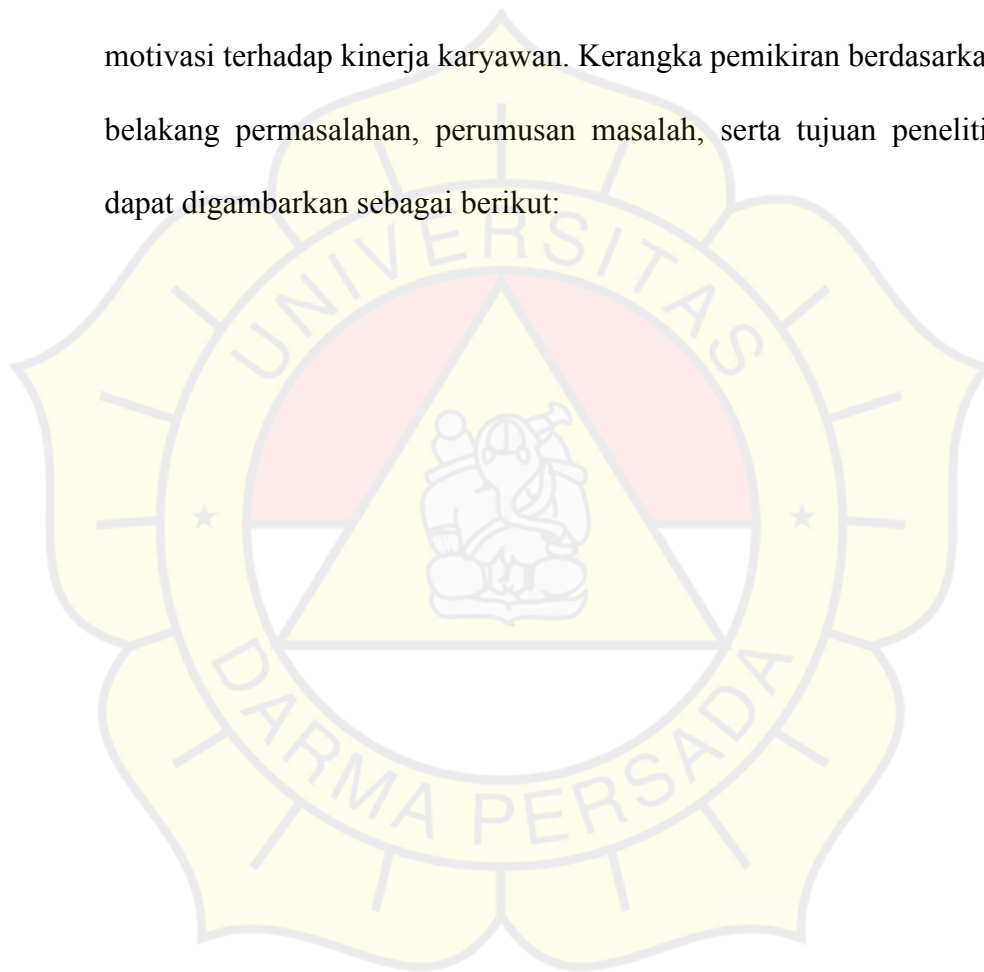 motivasi terhadap kinerja karyawan. Kerangka pemikiran berdasarka
belakang permasalahan, perumusan masalah, serta tujuan peneliti
dapat digambarkan sebagai berikut:
UNIVERSITAS
DARMA PERSADA